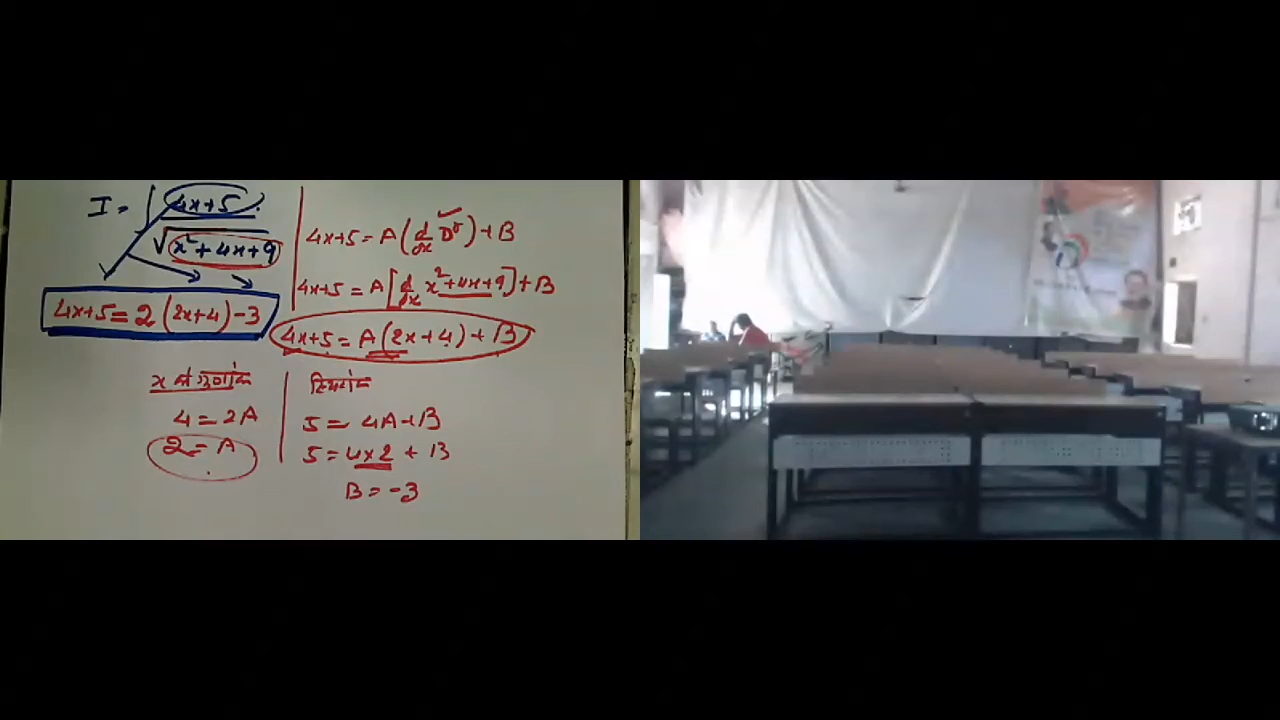 I = ∫ 4x+5
√x²+4x+9
4x+5 = 2(2x+4)-3
4x+5 = A(d/dx Dʳ)+B
4x+5 = A[d/dx x²+4x+9]+B
4x+5 = A(2x+4)+B
x के गुणांक
4 = 2A
2 = A
स्थिरांक
5 = 4A+B
5 = 4×2 + B
B = -3